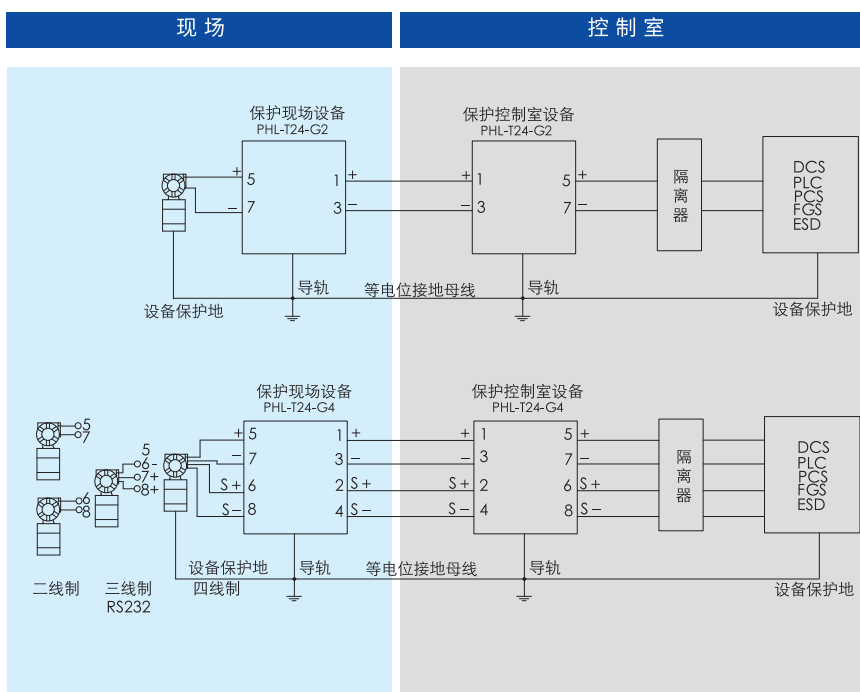 现场
控制室
保护现场设备
PHL-T24-G2
保护控制室设备
PHL-T24-G2
+ 5 1 + + 1 5 +
− 7 3 − − 3 7 −
隔离器
DCS
PLC
PCS
FGS
ESD
导轨
等电位接地母线
导轨
设备保护地
设备保护地
保护现场设备
PHL-T24-G4
保护控制室设备
PHL-T24-G4
5
7
6
8
5
6-
7+
8+
+ 5 1 + + 1 5 +
− 7 3 − − 3 7 −
S+ 6 2 S+ S+ 2 6 S+
S− 8 4 S− S− 4 8 S−
隔离器
DCS
PLC
PCS
FGS
ESD
设备保护地
导轨
等电位接地母线
导轨
设备保护地
二线制
三线制
RS232
四线制